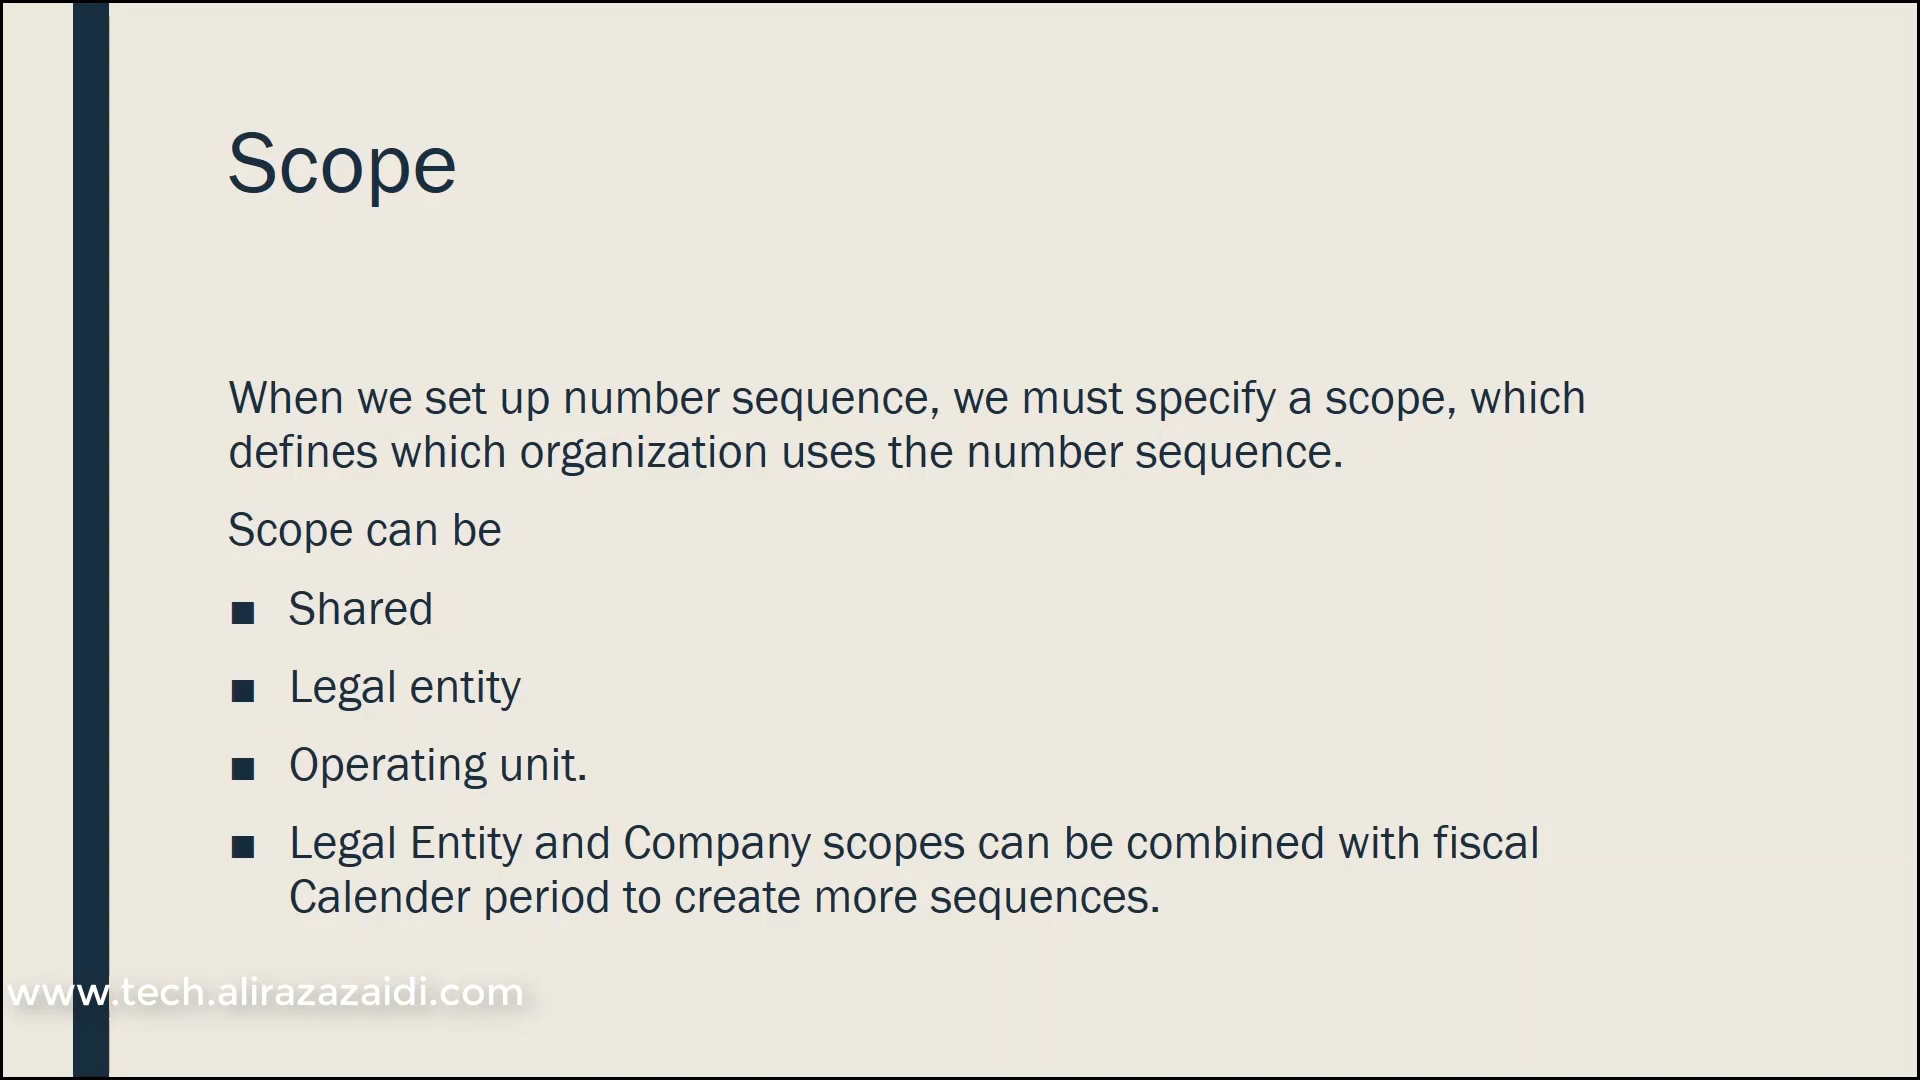 Scope
When we set up number sequence, we must specify a scope, which
defines which organization uses the number sequence.
Scope can be
■ Shared
■ Legal entity
■ Operating unit.
■ Legal Entity and Company scopes can be combined with fiscal
Calender period to create more sequences.
www.tech.alirazazaidi.com